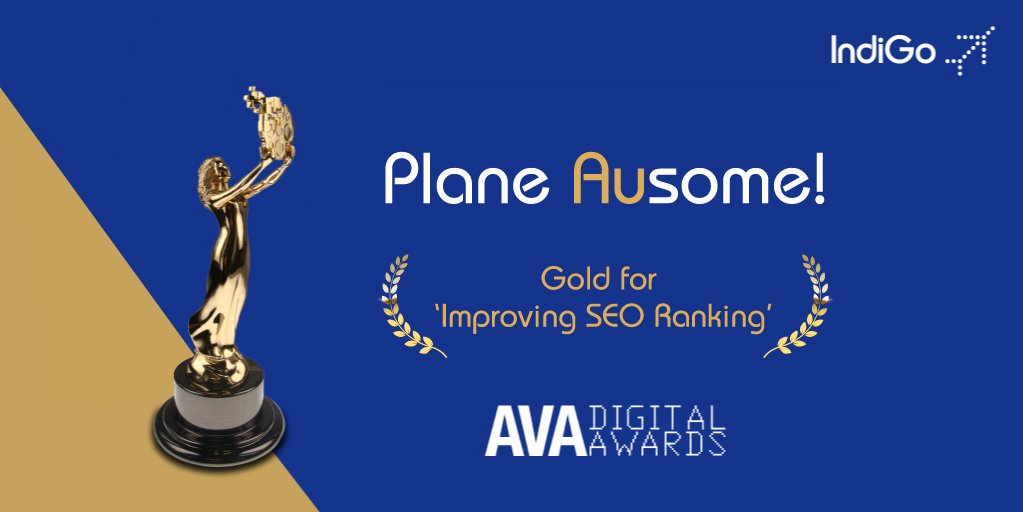 IndiGo
Plane Ausome!
Gold for
‘Improving SEO Ranking’
AVA DIGITAL
AWARDS